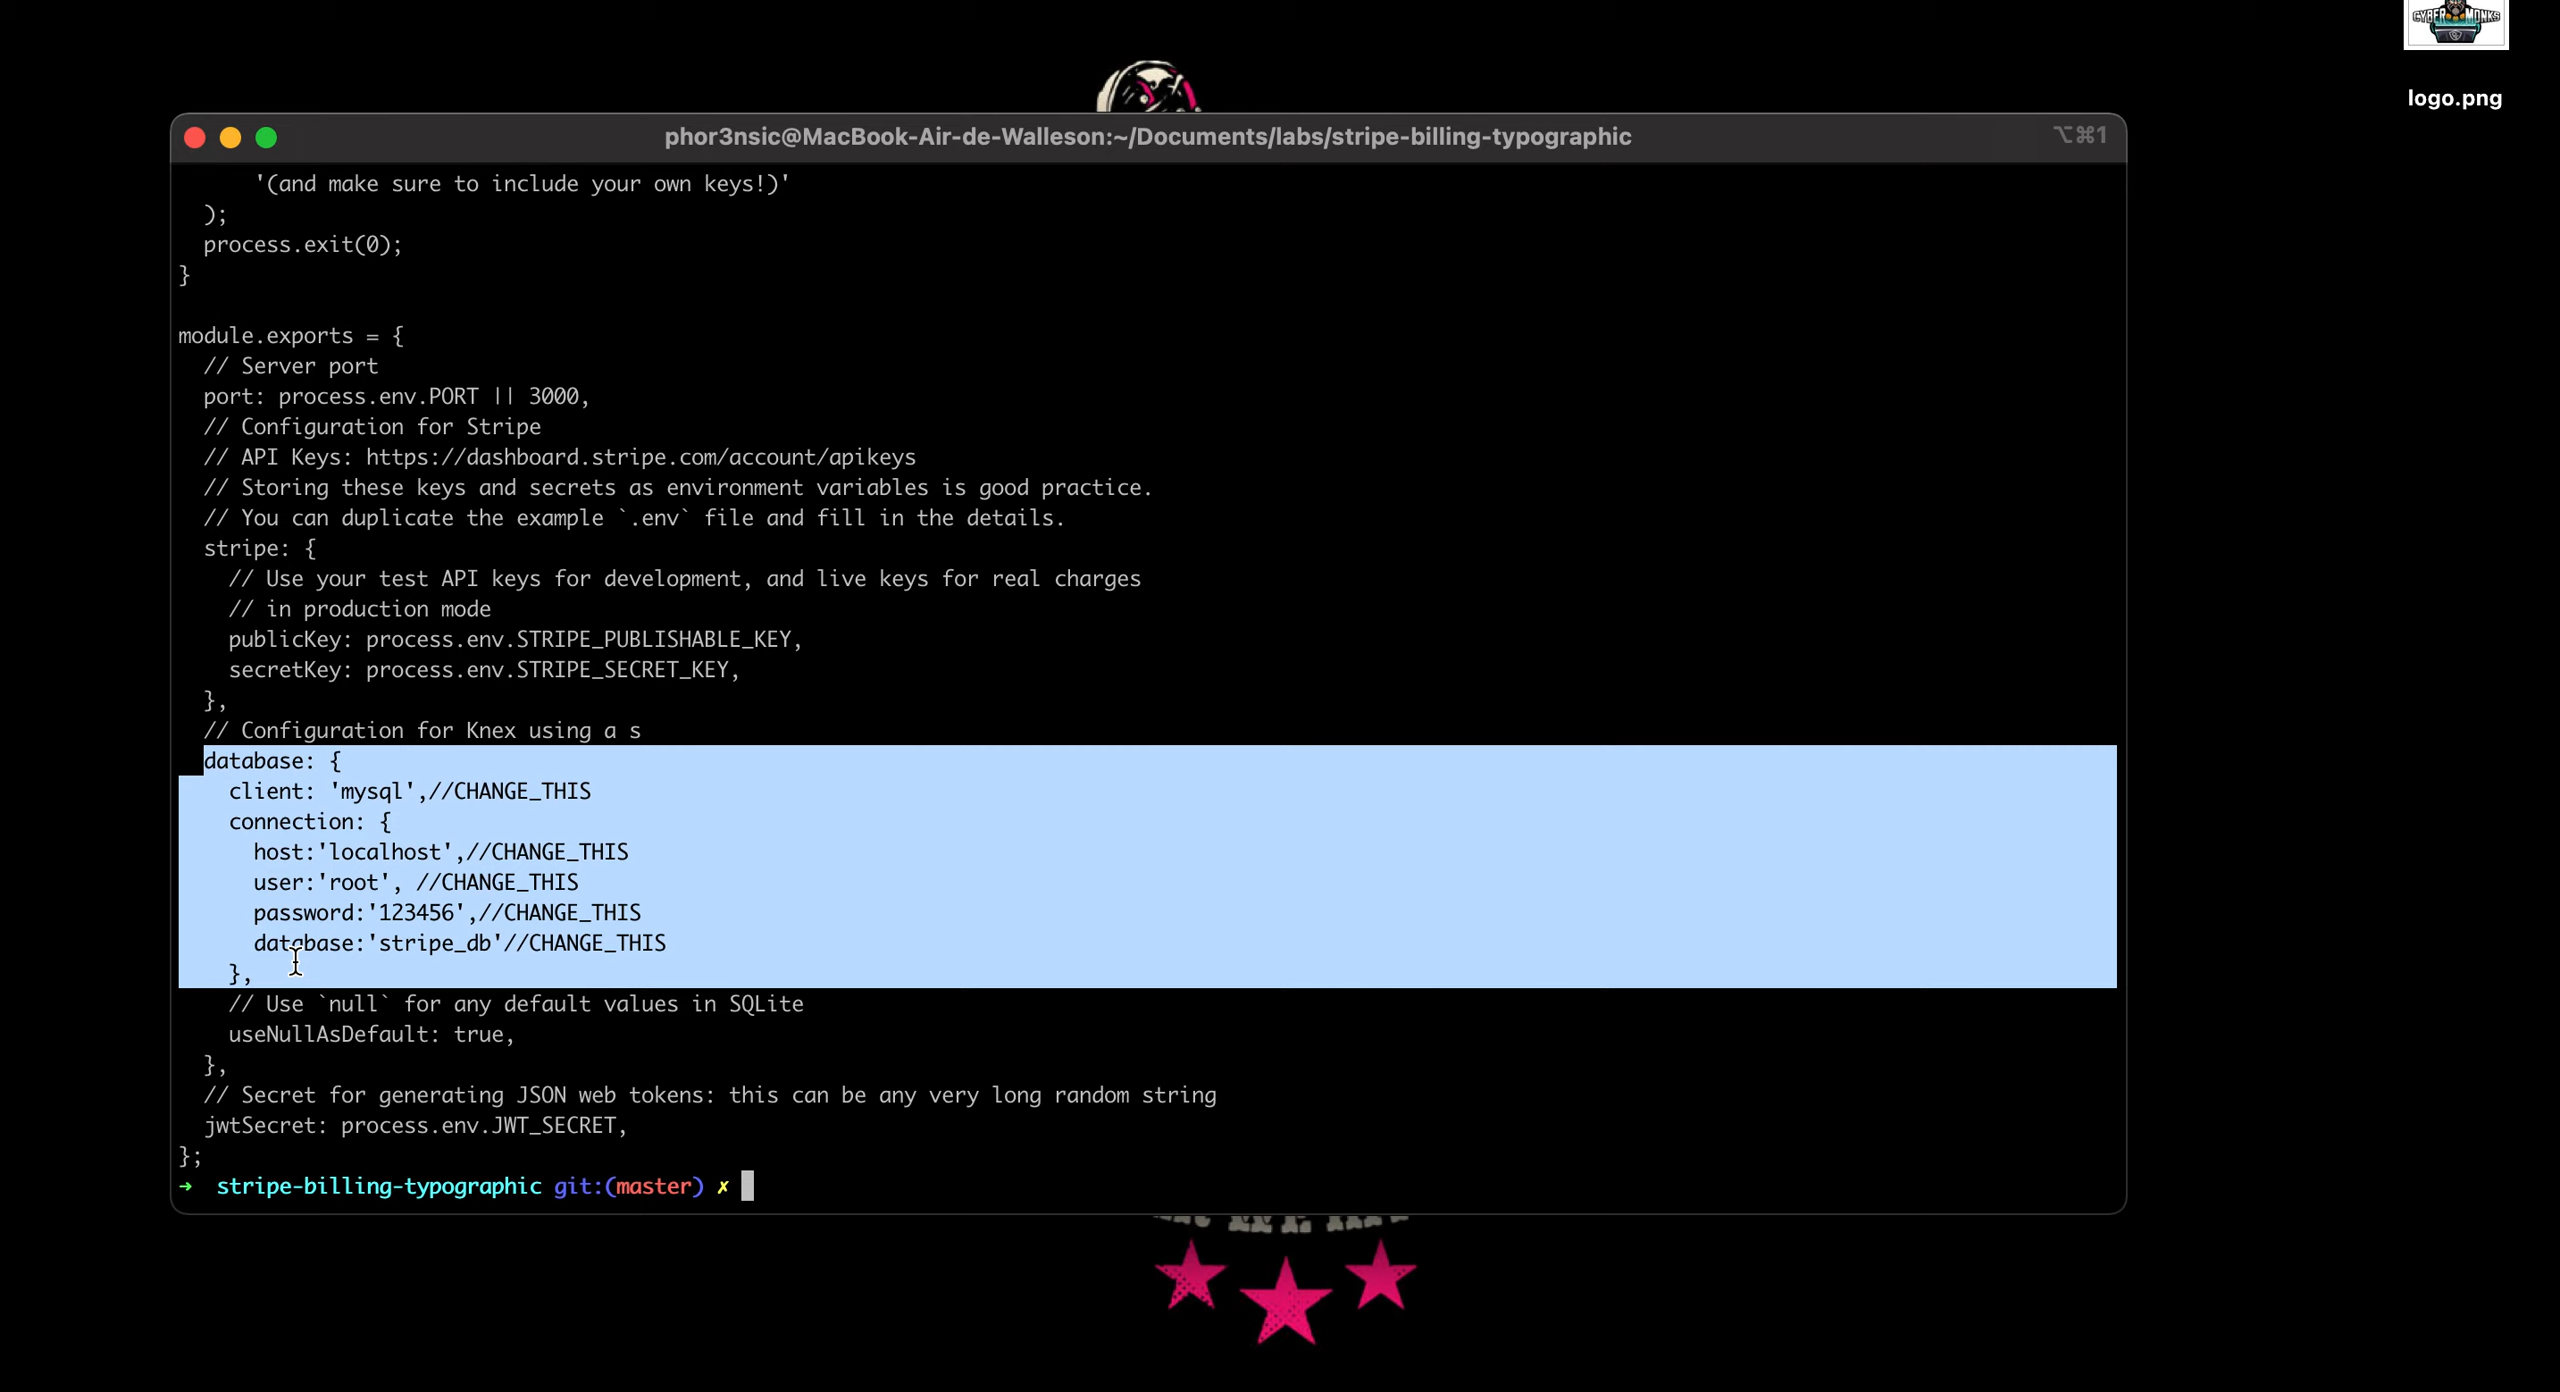 CYBER MONKS
logo.png
phor3nsic@MacBook-Air-de-Walleson:~/Documents/labs/stripe-billing-typographic
⌥⌘1
      '(and make sure to include your own keys!)'
  );
  process.exit(0);
}
module.exports = {
  // Server port
  port: process.env.PORT || 3000,
  // Configuration for Stripe
  // API Keys: https://dashboard.stripe.com/account/apikeys
  // Storing these keys and secrets as environment variables is good practice.
  // You can duplicate the example `.env` file and fill in the details.
  stripe: {
    // Use your test API keys for development, and live keys for real charges
    // in production mode
    publicKey: process.env.STRIPE_PUBLISHABLE_KEY,
    secretKey: process.env.STRIPE_SECRET_KEY,
  },
  // Configuration for Knex using a s
  database: {
    client: 'mysql',//CHANGE_THIS
    connection: {
      host:'localhost',//CHANGE_THIS
      user:'root', //CHANGE_THIS
      password:'123456',//CHANGE_THIS
      database:'stripe_db'//CHANGE_THIS
    },
    // Use `null` for any default values in SQLite
    useNullAsDefault: true,
  },
  // Secret for generating JSON web tokens: this can be any very long random string
  jwtSecret: process.env.JWT_SECRET,
};
➜  stripe-billing-typographic git:(master) ✗